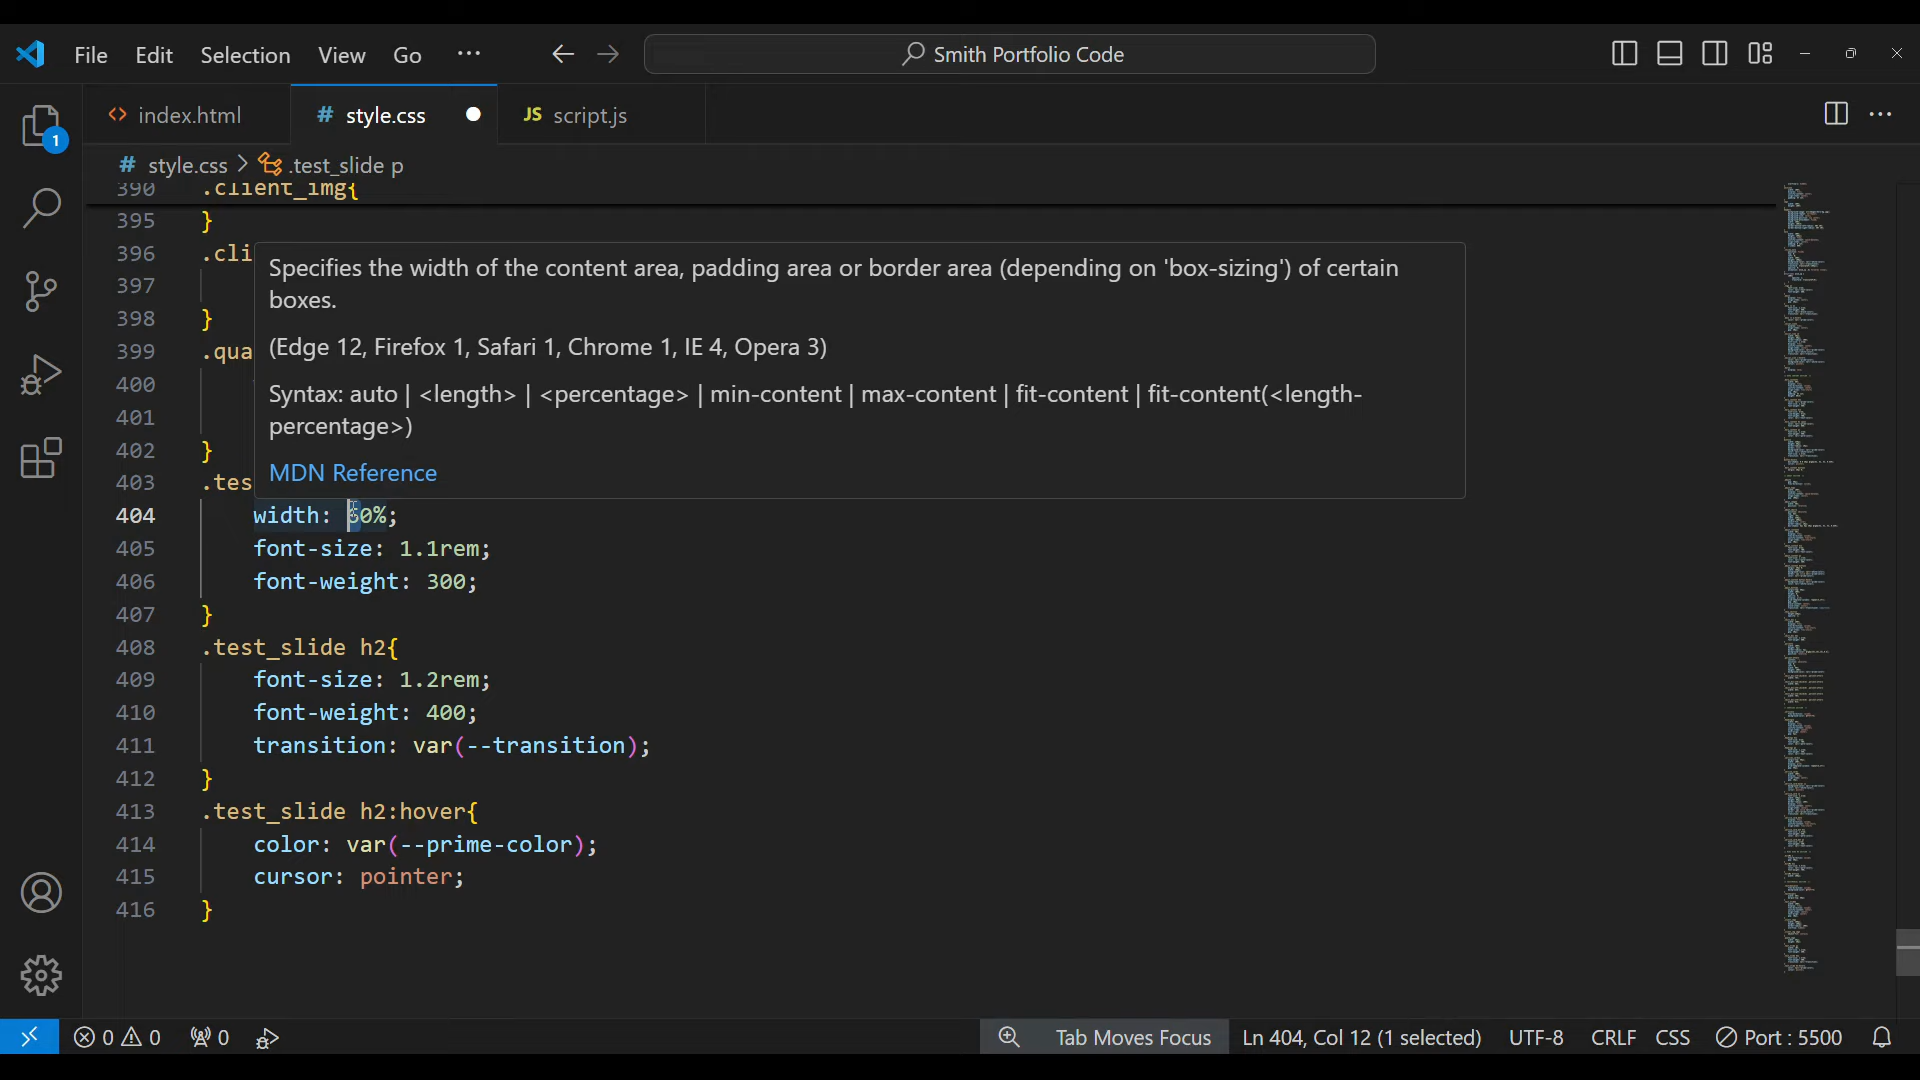 File Edit Selection View Go ··· Smith Portfolio Code
<> index.html # style.css JS script.js
1
# style.css > .test_slide p
390 .client_img{
395 }
396 .cli
397
398 }
399 .qua
400
401
402 }
403 .tes
Specifies the width of the content area, padding area or border area (depending on 'box-sizing') of certain
boxes.
(Edge 12, Firefox 1, Safari 1, Chrome 1, IE 4, Opera 3)
Syntax: auto | <length> | <percentage> | min-content | max-content | fit-content | fit-content(<length-
percentage>)
MDN Reference
404 width: 60%;
405 font-size: 1.1rem;
406 font-weight: 300;
407 }
408 .test_slide h2{
409 font-size: 1.2rem;
410 font-weight: 400;
411 transition: var(--transition);
412 }
413 .test_slide h2:hover{
414 color: var(--prime-color);
415 cursor: pointer;
416 }
0 0 0 Tab Moves Focus Ln 404, Col 12 (1 selected) UTF-8 CRLF CSS Port : 5500